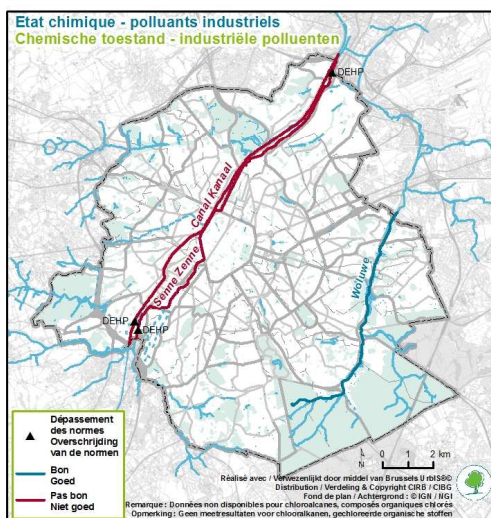 Etat chimique - polluants industriels
Chemische toestand - industriële polluenten
DEHP
Canal Kanaal
Senne Zenne
Woluwe
DEHP
DEHP
Dépassement
des normes
Overschrijding
van de normen
Bon
Goed
Pas bon
Niet goed
N
0 1 2 km
Réalisé avec / Verwezenlijkt door middel van Brussels UrbIS®©
Distribution / Verdeling & Copyright CIRB / CIBG
Fond de plan / Achtergrond : © IGN / NGI
Remarque : Données non disponibles pour chloroalcanes, composés organiques chlorés
Opmerking : Geen meetresultaten voor chlooralkanen, gechloreerde organische stoffen